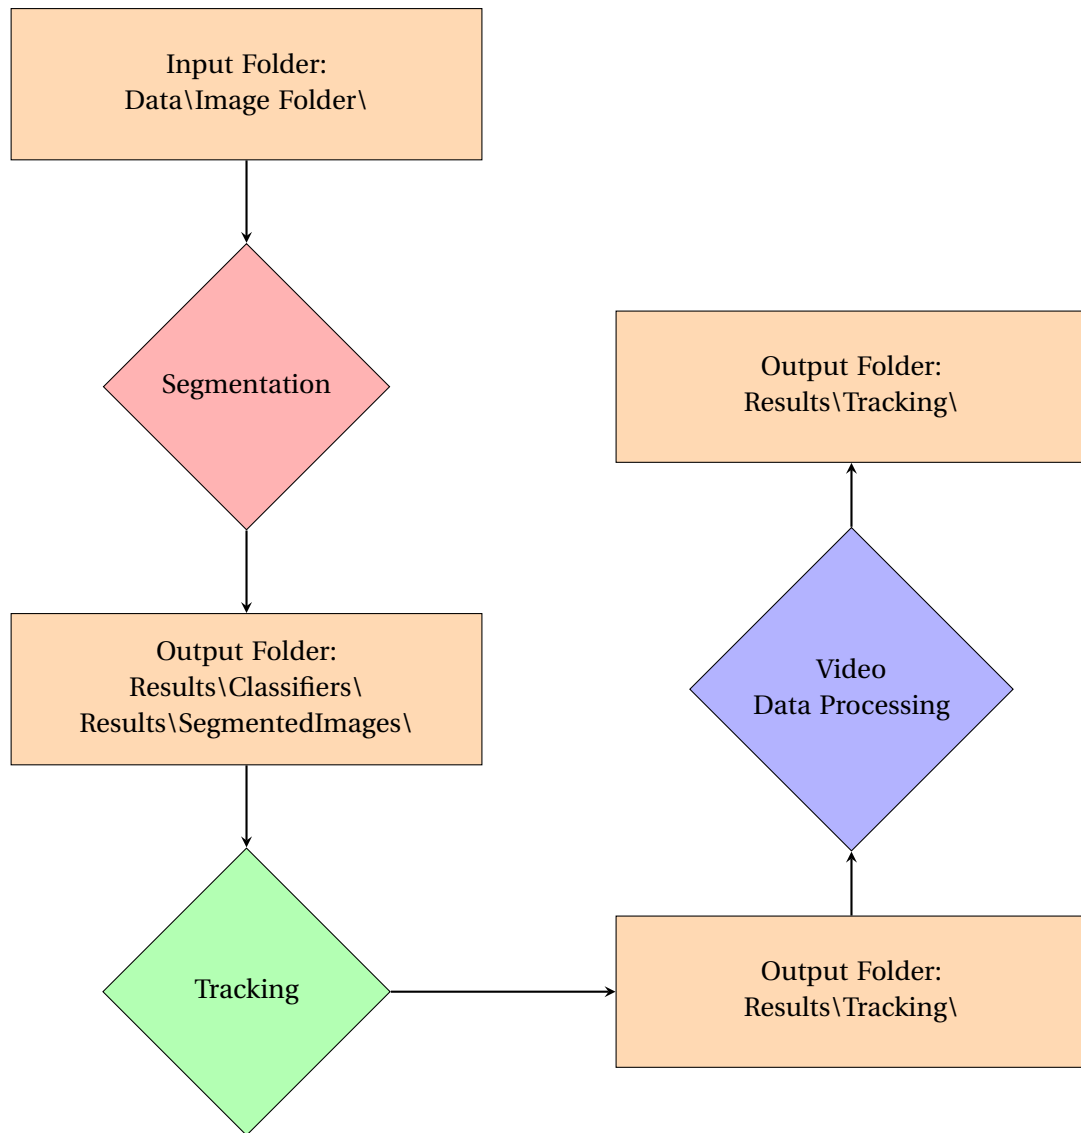 Input Folder:
Data\Image Folder\
Segmentation
Output Folder:
Results\Classifiers\
Results\SegmentedImages\
Tracking
Output Folder:
Results\Tracking\
Video
Data Processing
Output Folder:
Results\Tracking\